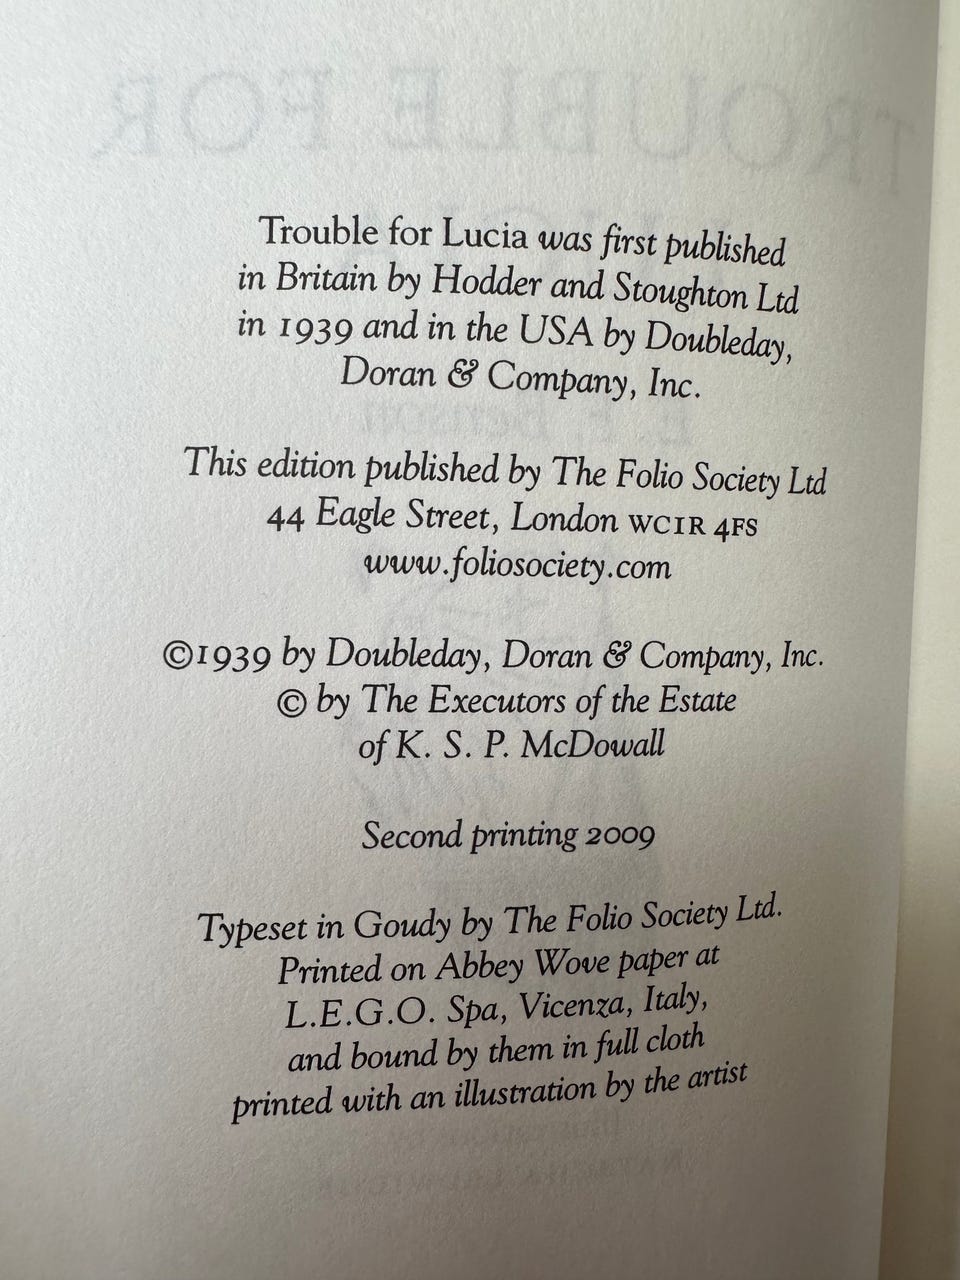 Trouble for Lucia was first published
in Britain by Hodder and Stoughton Ltd
in 1939 and in the USA by Doubleday,
Doran & Company, Inc.
This edition published by The Folio Society Ltd
44 Eagle Street, London WC1R 4FS
www.foliosociety.com
©1939 by Doubleday, Doran & Company, Inc.
© by The Executors of the Estate
of K. S. P. McDowall
Second printing 2009
Typeset in Goudy by The Folio Society Ltd.
Printed on Abbey Wove paper at
L.E.G.O. Spa, Vicenza, Italy,
and bound by them in full cloth
printed with an illustration by the artist